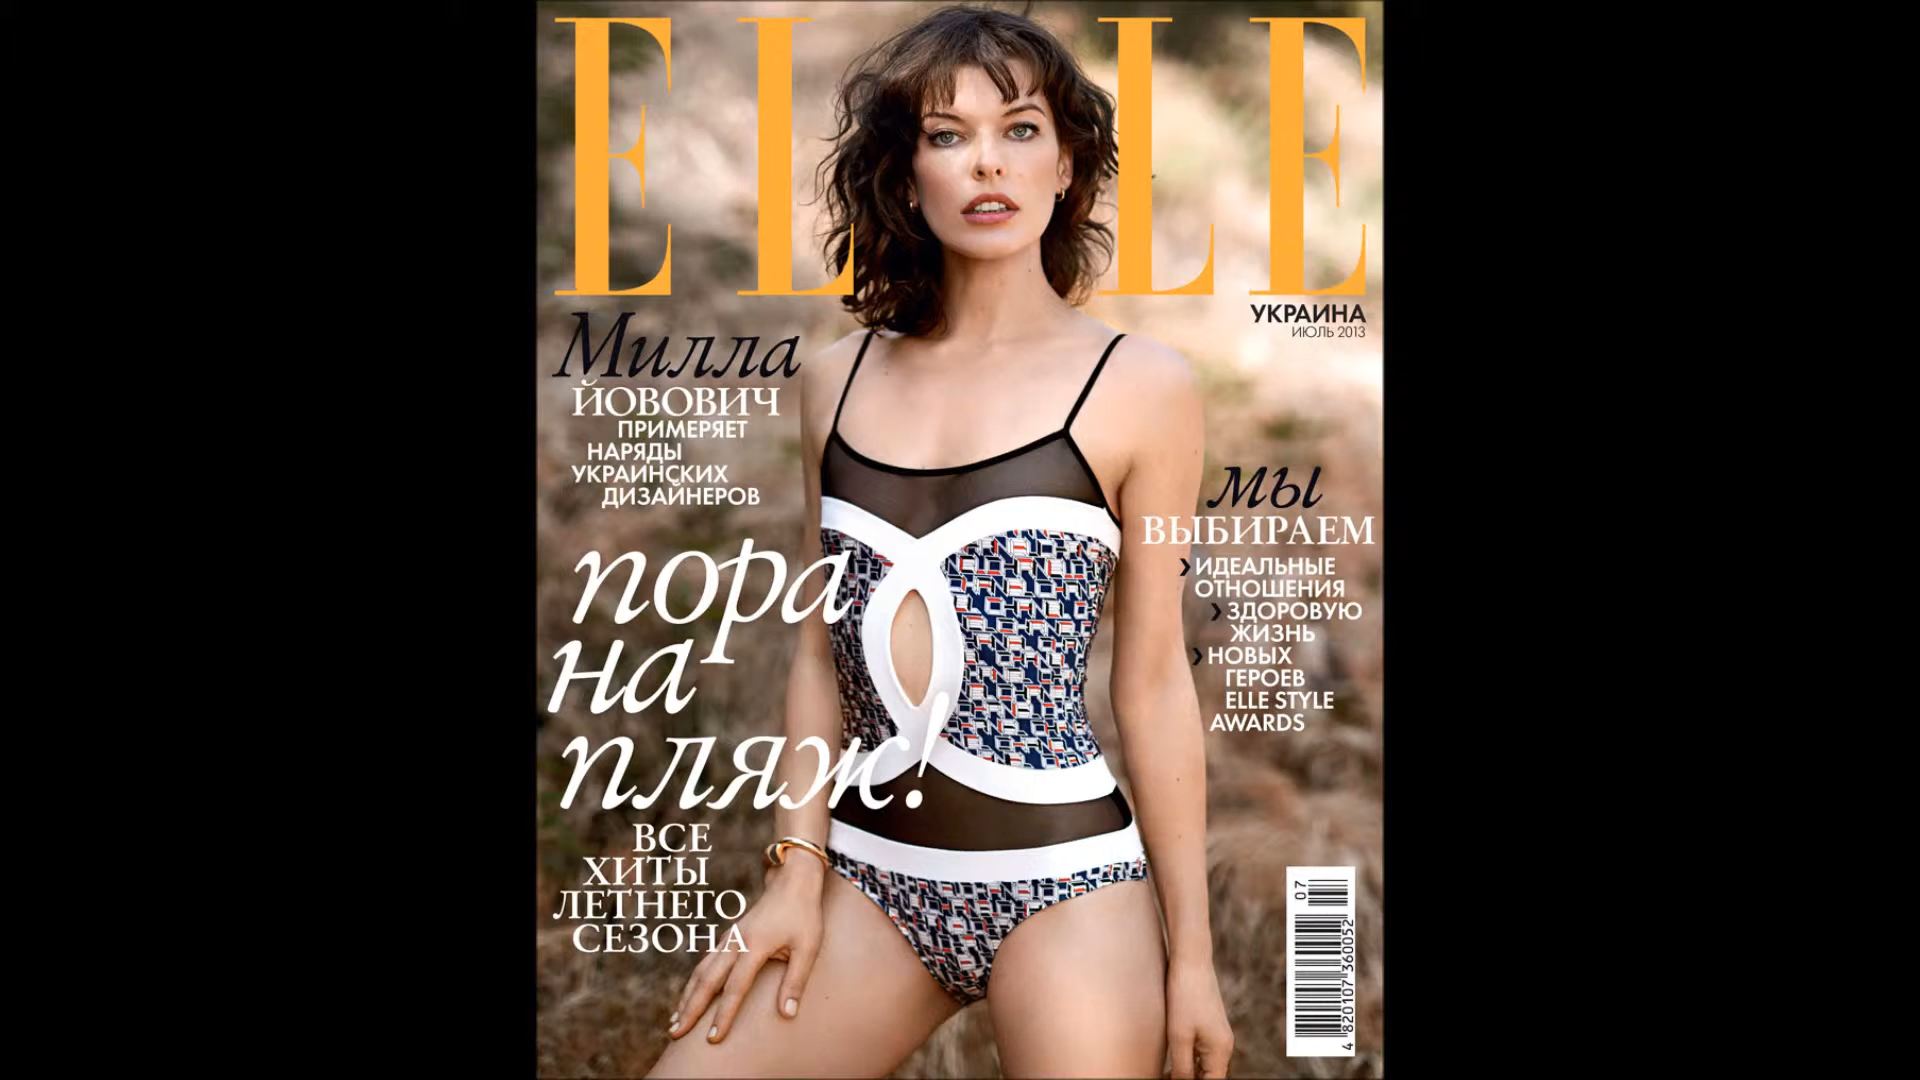 ELLE
УКРАИНА
ИЮЛЬ 2013
Милла
ЙОВОВИЧ
ПРИМЕРЯЕТ
НАРЯДЫ
УКРАИНСКИХ
ДИЗАЙНЕРОВ
мы
ВЫБИРАЕМ
›ИДЕАЛЬНЫЕ
ОТНОШЕНИЯ
›ЗДОРОВУЮ
ЖИЗНЬ
›НОВЫХ
ГЕРОЕВ
ELLE STYLE
AWARDS
пора
на
пляж!
ВСЕ
ХИТЫ
ЛЕТНЕГО
СЕЗОНА
07
4 820107 360052